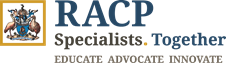 RACP
Specialists. Together
EDUCATE ADVOCATE INNOVATE